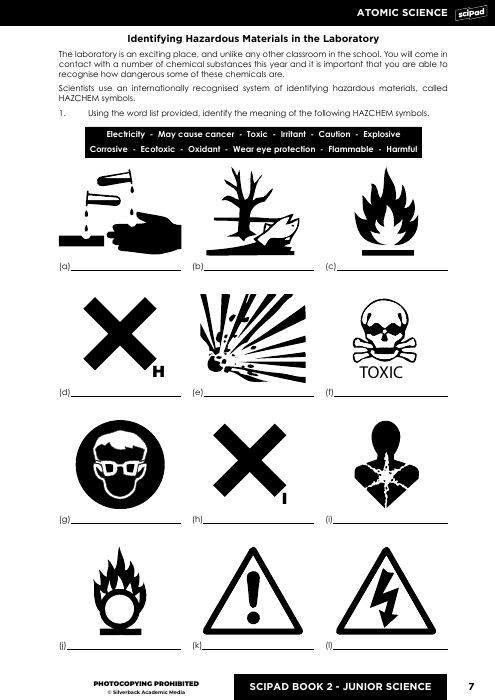 ATOMIC SCIENCE scipad
Identifying Hazardous Materials in the Laboratory
The laboratory is an exciting place, and unlike any other classroom in the school. You will come in
contact with a number of chemical substances this year and it is important that you are able to
recognise how dangerous some of these chemicals are.
Scientists use an internationally recognised system of identifying hazardous materials, called
HAZCHEM symbols.
1. Using the word list provided, identify the meaning of the following HAZCHEM symbols.
Electricity - May cause cancer - Toxic - Irritant - Caution - Explosive
Corrosive - Ecotoxic - Oxidant - Wear eye protection - Flammable - Harmful
(a) (b) (c)
H
TOXIC
(d) (e) (f)
I
(g) (h) (i)
(j) (k) (l)
PHOTOCOPYING PROHIBITED
© Silverback Academic Media
SCIPAD BOOK 2 - JUNIOR SCIENCE 7